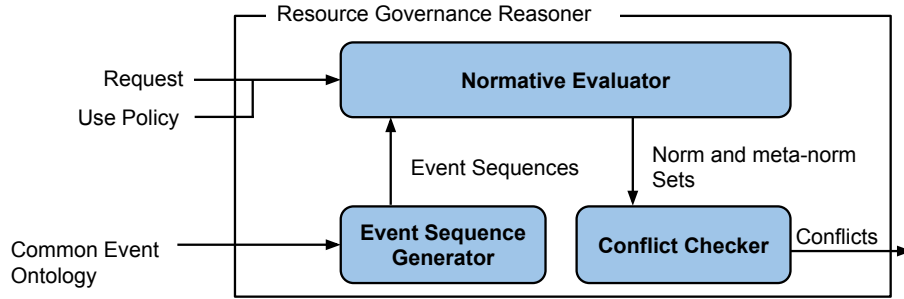 Resource Governance Reasoner
Request
Normative Evaluator
Use Policy
Event Sequences
Norm and meta-norm
Sets
Common Event
Ontology
Event Sequence
Generator
Conflict Checker
Conflicts